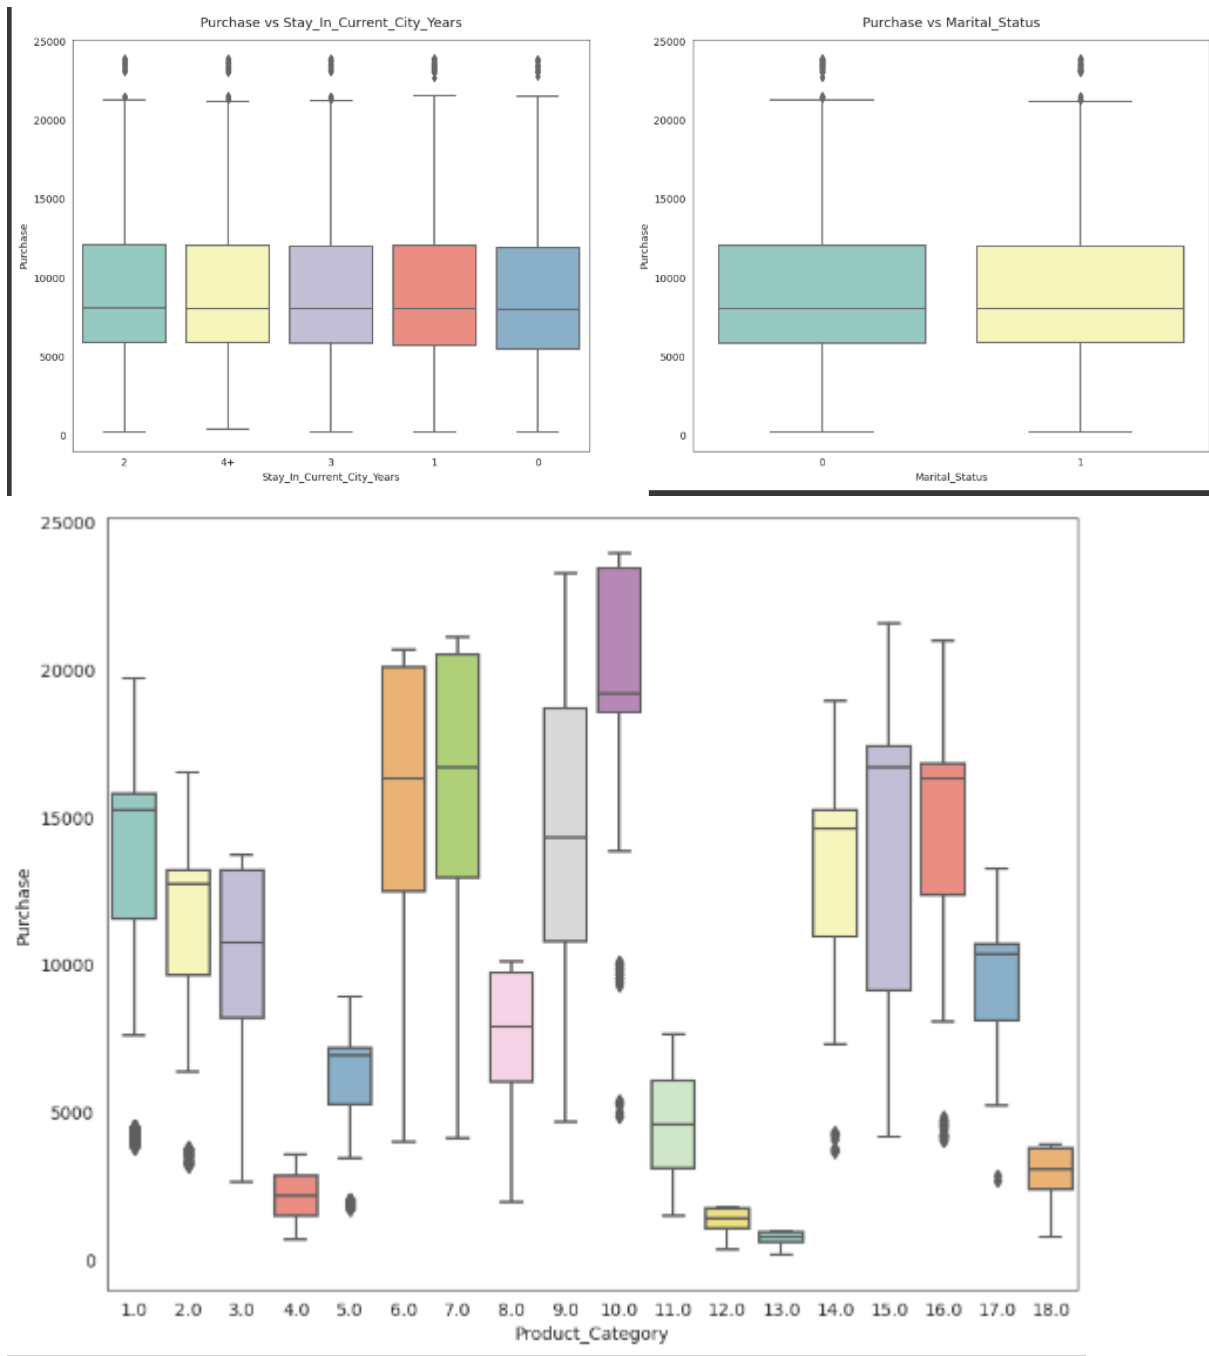 Purchase vs Stay_In_Current_City_Years
25000
20000
15000
10000
5000
0
Purchase
2 4+ 3 1 0
Stay_In_Current_City_Years
Purchase vs Marital_Status
25000
20000
15000
10000
5000
0
Purchase
0 1
Marital_Status
25000
20000
15000
10000
5000
0
Purchase
1.0 2.0 3.0 4.0 5.0 6.0 7.0 8.0 9.0 10.0 11.0 12.0 13.0 14.0 15.0 16.0 17.0 18.0
Product_Category